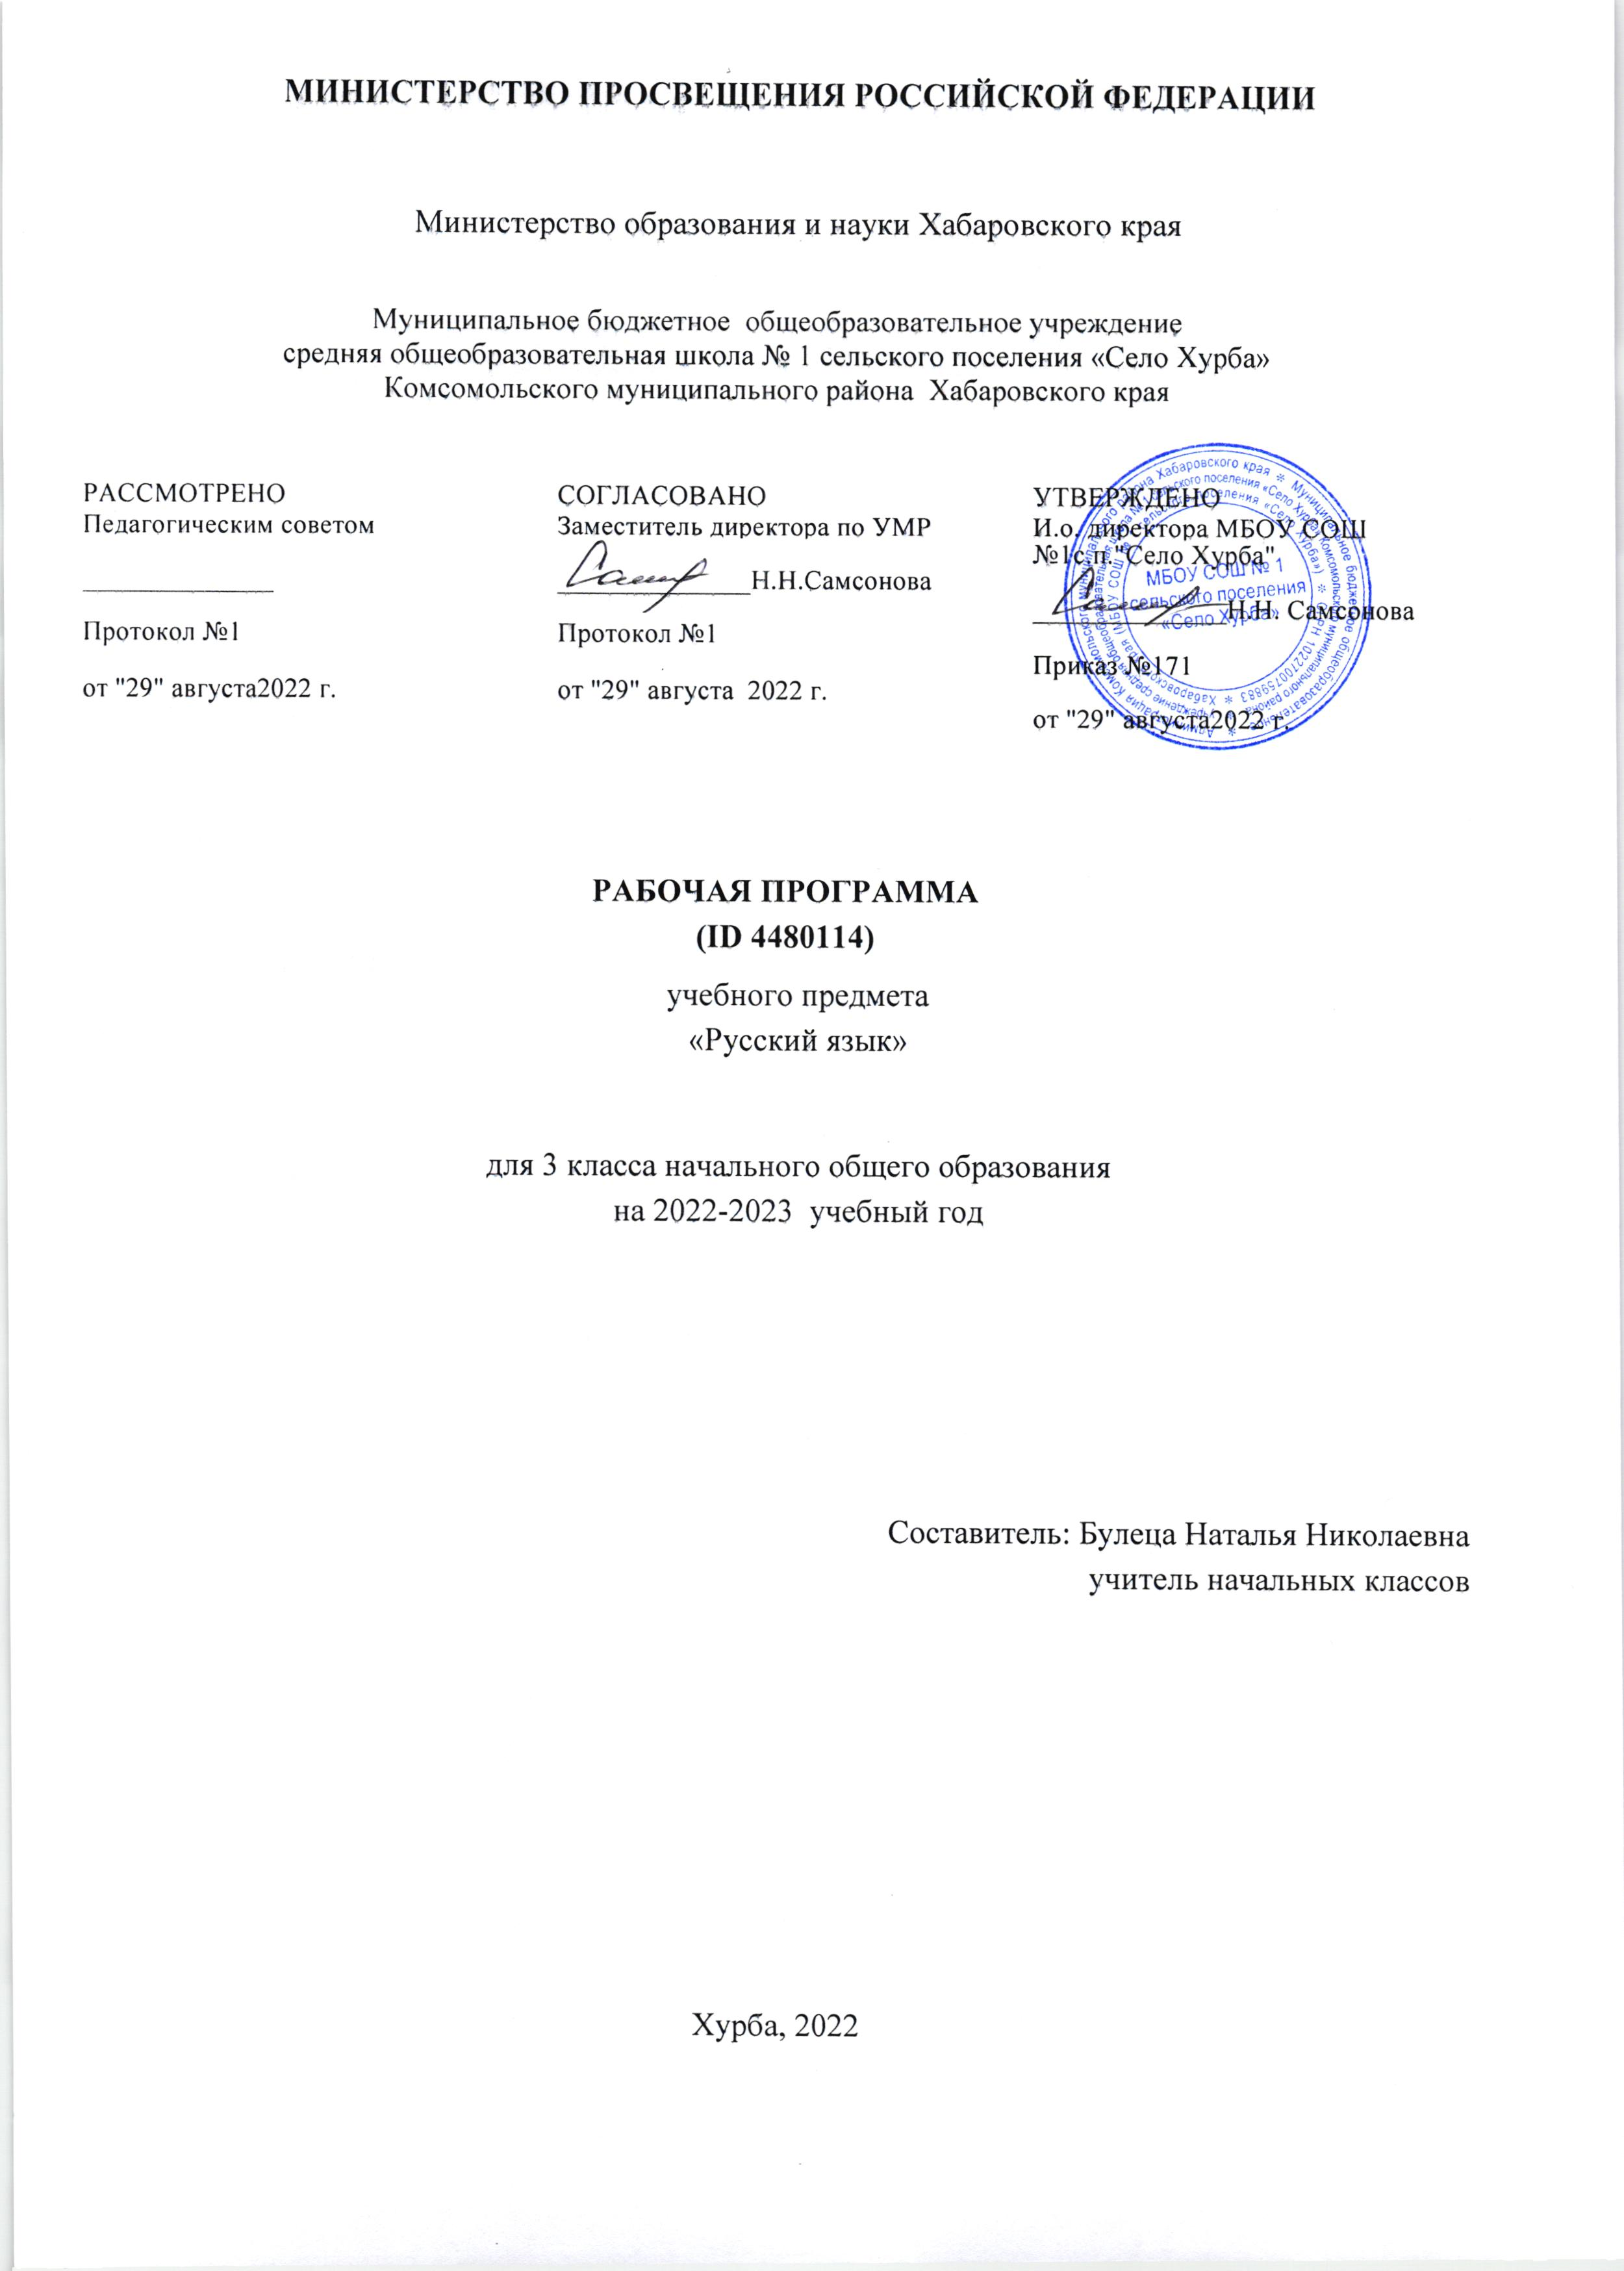 МИНИСТЕРСТВО ПРОСВЕЩЕНИЯ РОССИЙСКОЙ ФЕДЕРАЦИИ
Министерство образования и науки Хабаровского края
Муниципальное бюджетное  общеобразовательное учреждение
средняя общеобразовательная школа № 1 сельского поселения «Село Хурба»
Комсомольского муниципального района  Хабаровского края
РАССМОТРЕНО
Педагогическим советом
Протокол №1
от "29" августа2022 г.
СОГЛАСОВАНО
Заместитель директора по УМР
Н.Н.Самсонова
Протокол №1
от "29" августа  2022 г.
УТВЕРЖДЕНО
И.о. директора МБОУ СОШ
№1с.п."Село Хурба"
Н.Н. Самсонова
Приказ №171
от "29" августа2022 г.
МБОУ СОШ № 1
сельского поселения
«Село Хурба»
РАБОЧАЯ ПРОГРАММА
(ID 4480114)
учебного предмета
«Русский язык»
для 3 класса начального общего образования
на 2022-2023  учебный год
Составитель: Булеца Наталья Николаевна
учитель начальных классов
Хурба, 2022